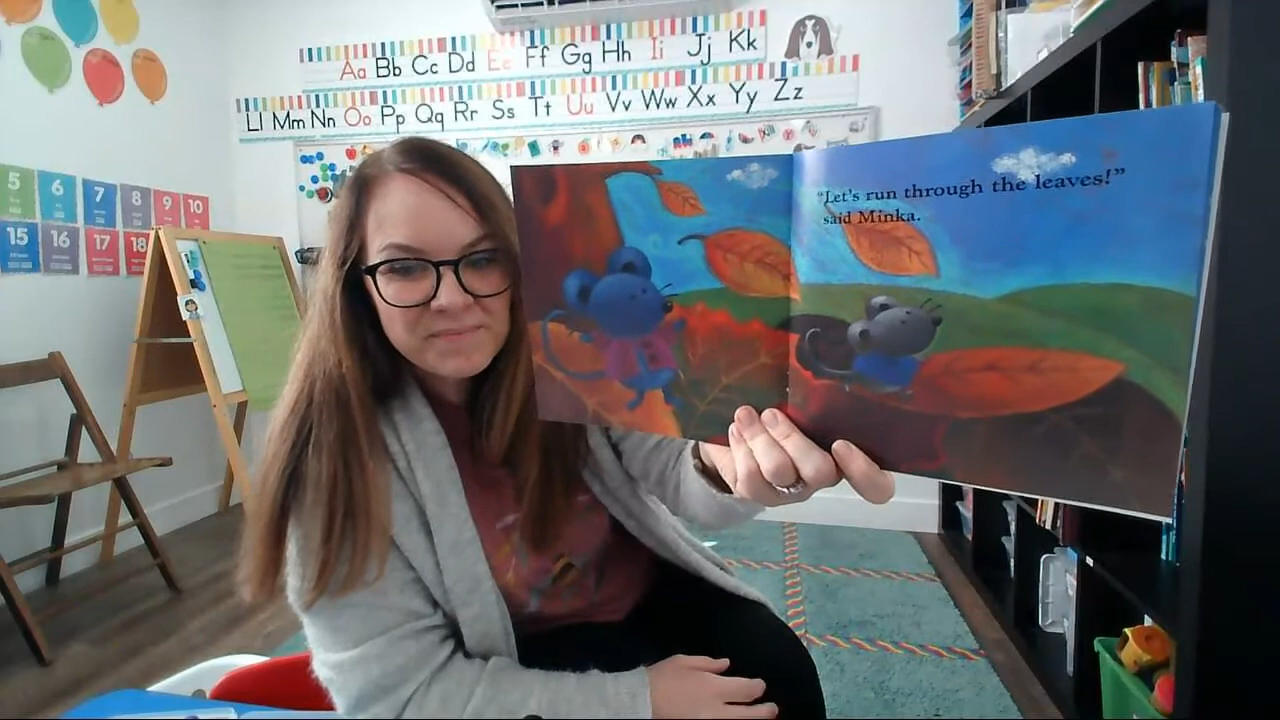 Aa Bb Cc Dd Ee Ff Gg Hh Ii Jj Kk
Ll Mm Nn Oo Pp Qq Rr Ss Tt Uu Vv Ww Xx Yy Zz
5 6 7 8 9 10
15 16 17 18
"Let's run through the leaves!"
said Minka.